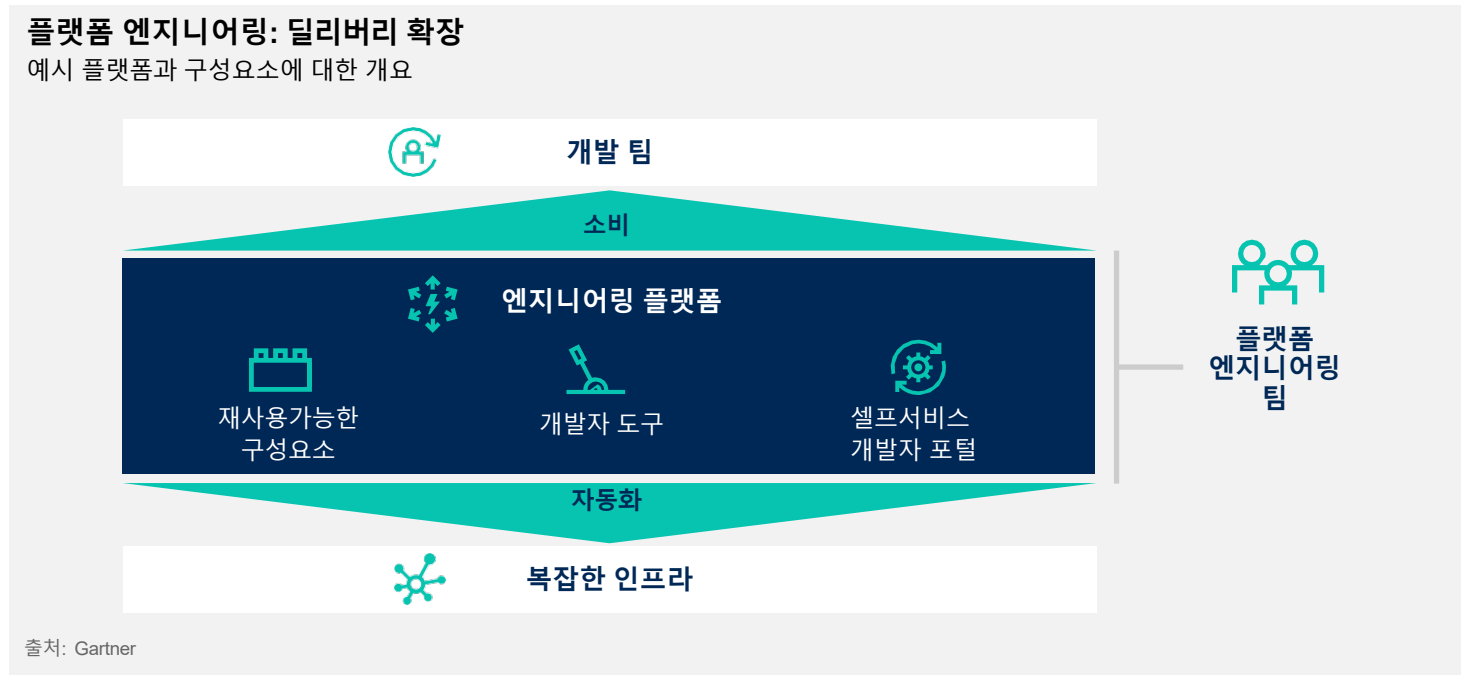 플랫폼 엔지니어링: 딜리버리 확장
예시 플랫폼과 구성요소에 대한 개요
개발 팀
소비
엔지니어링 플랫폼
재사용가능한
구성요소
개발자 도구
셀프서비스
개발자 포털
플랫폼
엔지니어링
팀
자동화
복잡한 인프라
출처: Gartner